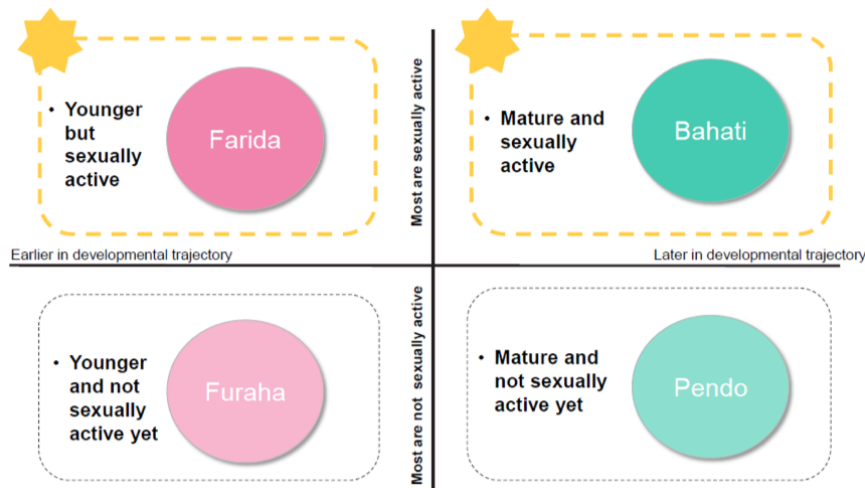 • Younger
but
sexually
active
Farida
Most are sexually active
• Mature and
sexually
active
Bahati
Earlier in developmental trajectory
Later in developmental trajectory
• Younger
and not
sexually
active yet
Furaha
Most are not sexually active
• Mature and
not sexually
active yet
Pendo